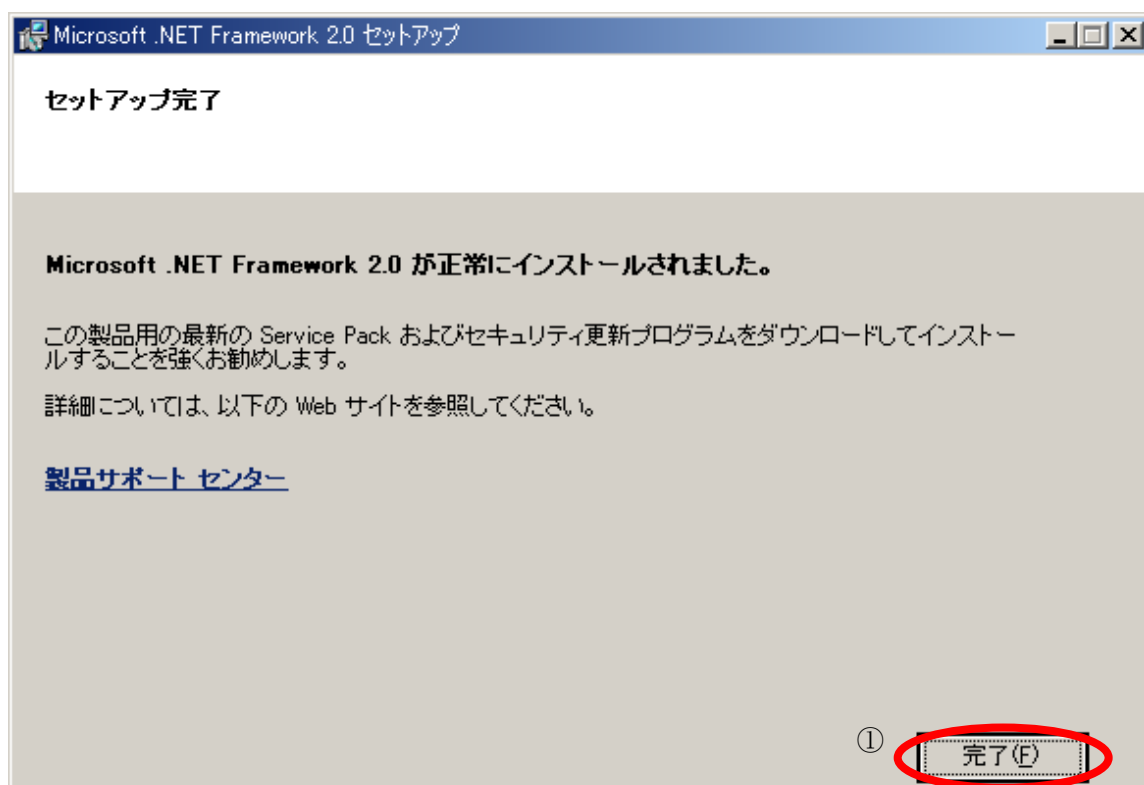 Microsoft .NET Framework 2.0 セットアップ
セットアップ完了
Microsoft .NET Framework 2.0 が正常にインストールされました。
この製品用の最新の Service Pack およびセキュリティ更新プログラムをダウンロードしてインストー
ルすることを強くお勧めします。
詳細については、以下の Web サイトを参照してください。
製品サポート センター
①
完了(F)